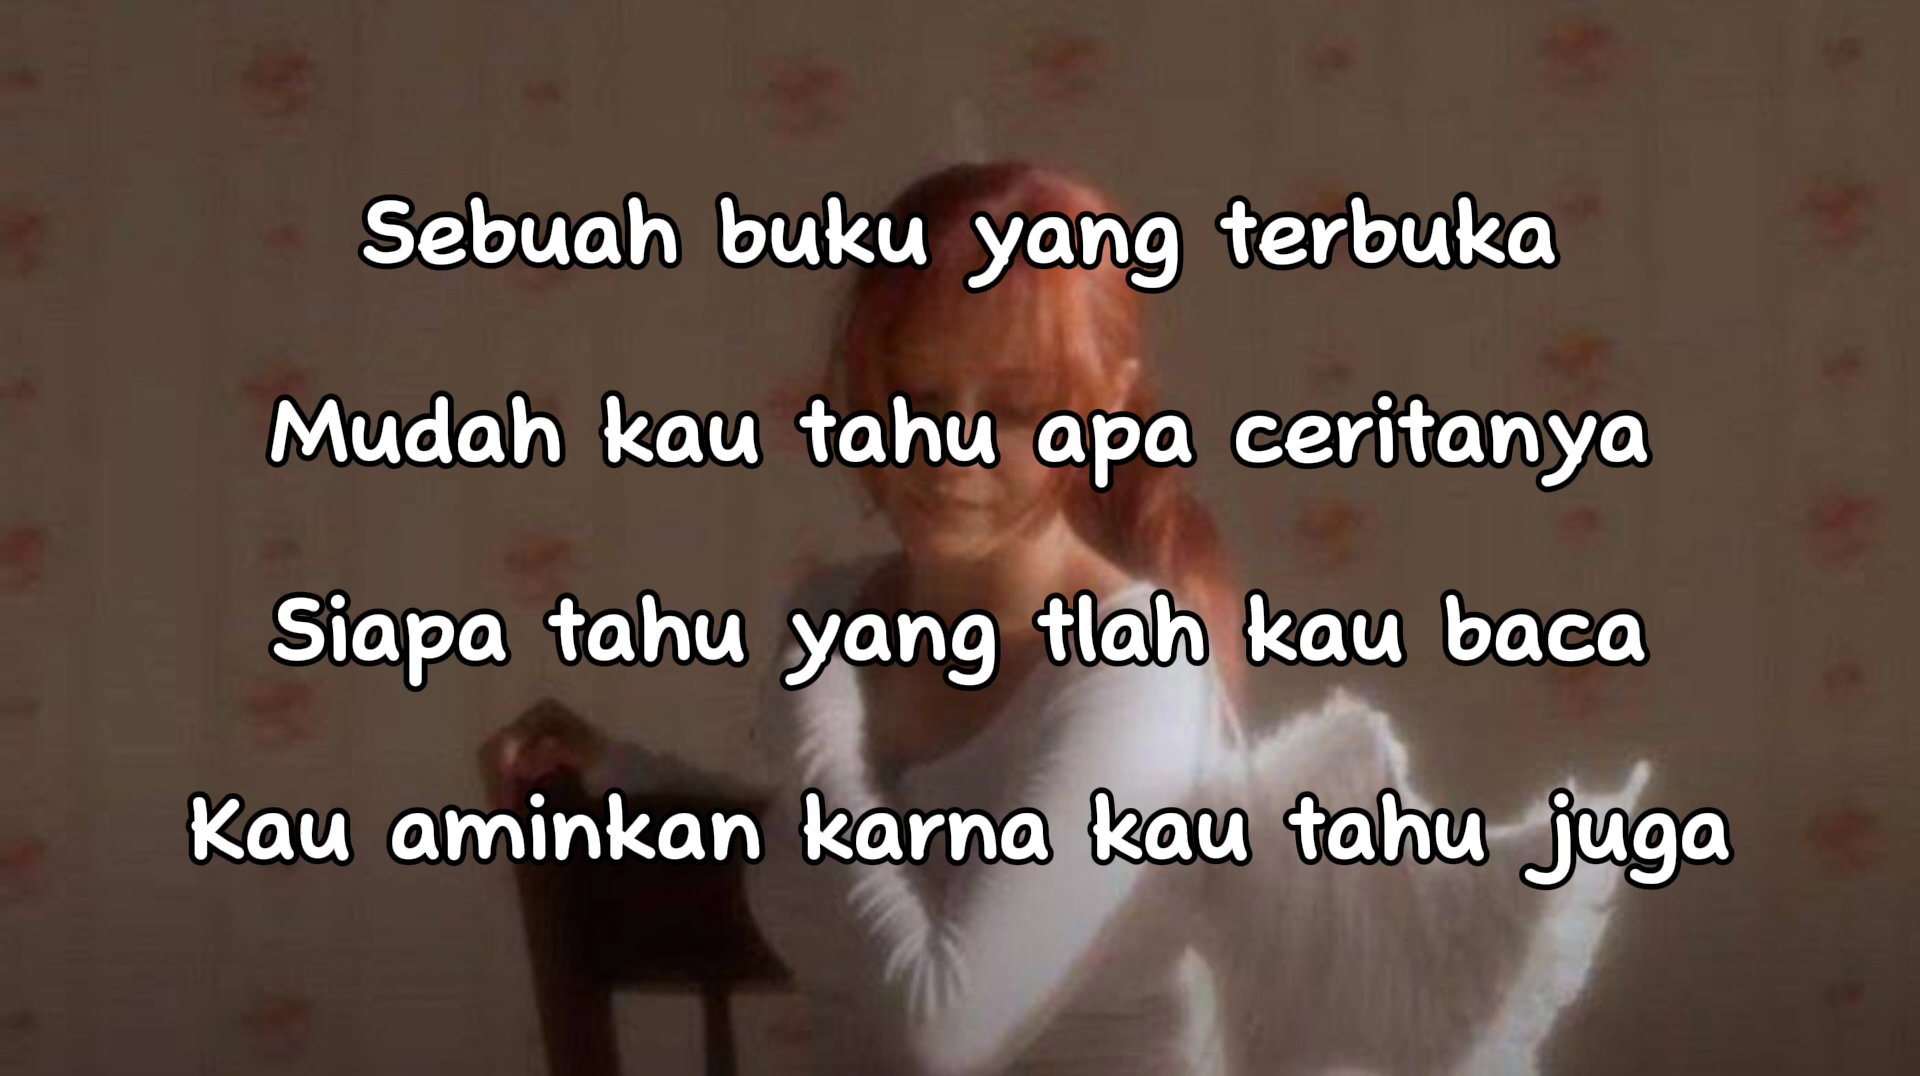 Sebuah buku yang terbuka
Mudah kau tahu apa ceritanya
Siapa tahu yang tlah kau baca
Kau aminkan karna kau tahu juga